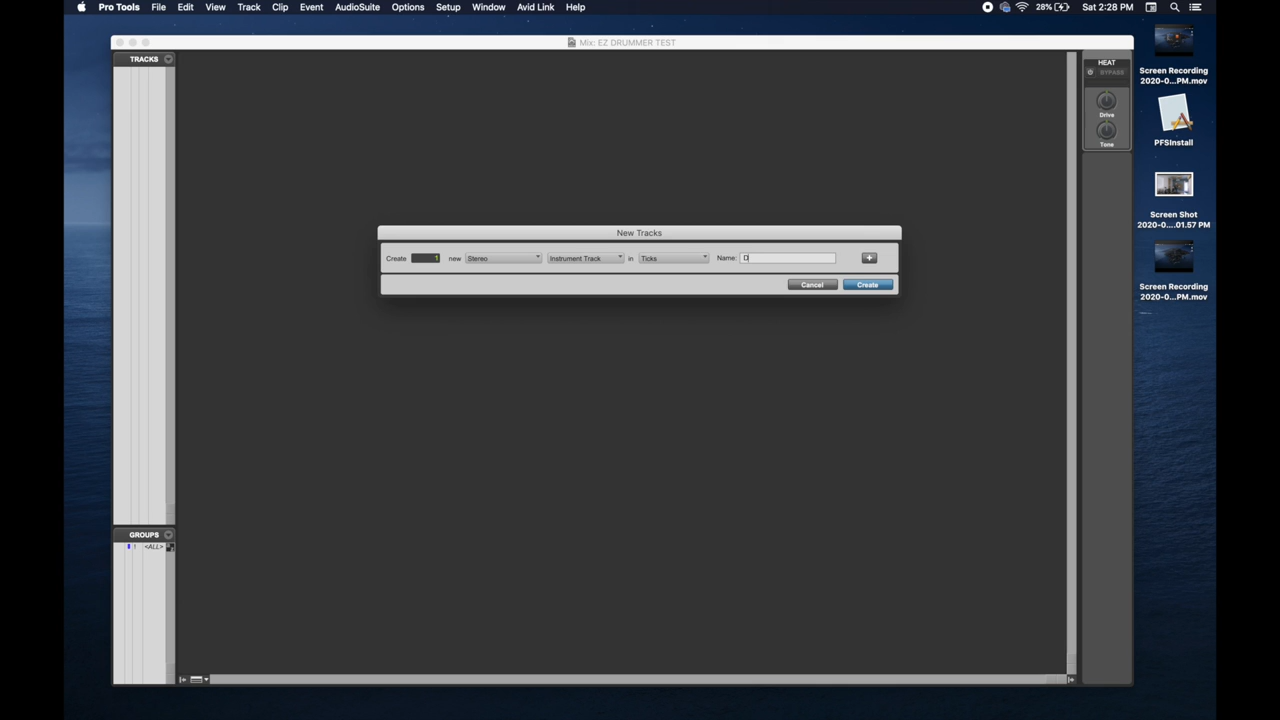 Pro Tools File Edit View Track Clip Event AudioSuite Options Setup Window Avid Link Help 28% Sat 2:28 PM
Mix: EZ DRUMMER TEST
TRACKS
HEAT
BYPASS
Drive
Tone
Screen Recording
2020-0...PM.mov
PFSInstall
Screen Shot
2020-0....01.57 PM
Screen Recording
2020-0...PM.mov
New Tracks
Create 1 new Stereo Instrument Track in Ticks Name: D
Cancel Create
GROUPS
1 <ALL>